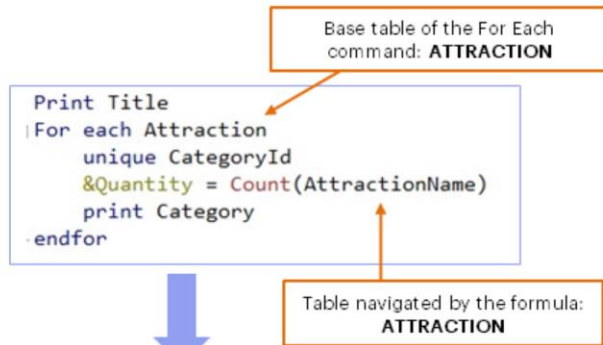 Base table of the For Each
command: ATTRACTION
Print Title
For each Attraction
unique CategoryId
&Quantity = Count(AttractionName)
print Category
endfor
Table navigated by the formula:
ATTRACTION